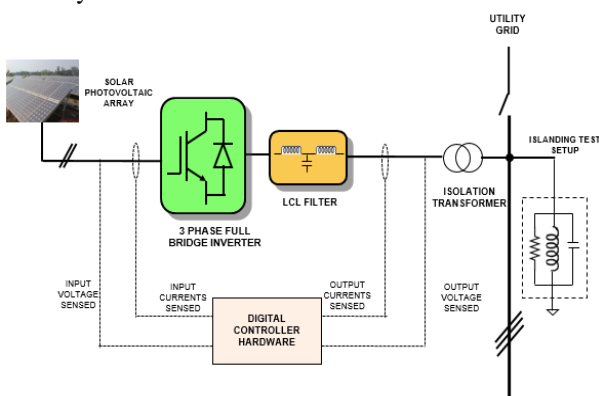 UTILITY
GRID
SOLAR
PHOTOVOLTAIC
ARRAY
ISLANDING TEST
SETUP
LCL FILTER
ISOLATION
TRANSFORMER
3 PHASE FULL
BRIDGE INVERTER
INPUT
VOLTAGE
SENSED
INPUT
CURRENTS
SENSED
OUTPUT
CURRENTS
SENSED
OUTPUT
VOLTAGE
SENSED
DIGITAL
CONTROLLER
HARDWARE